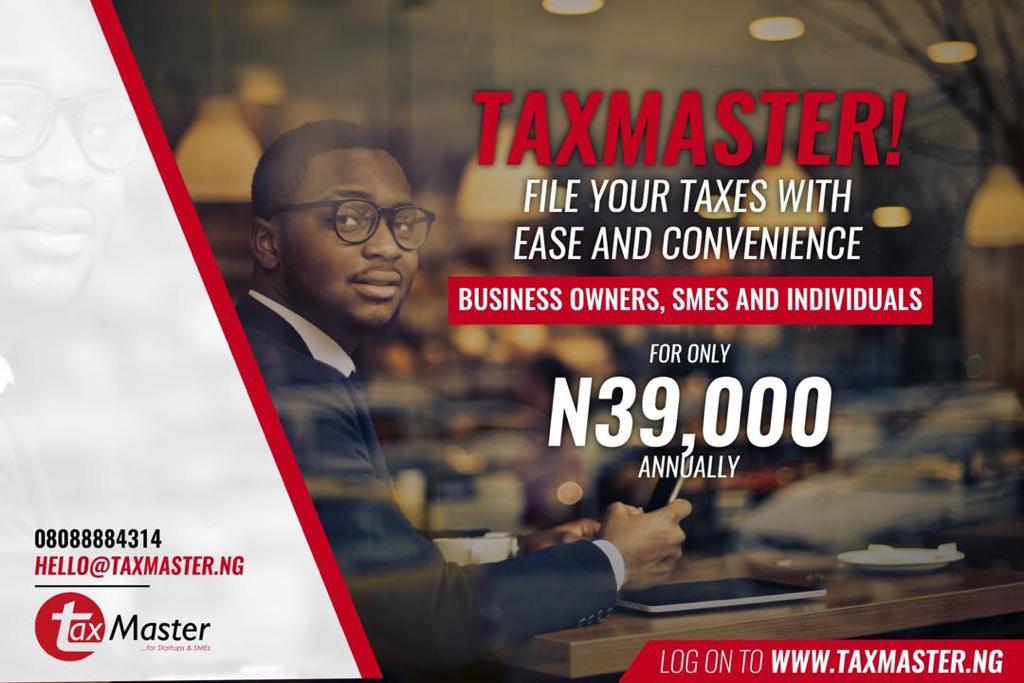 TAXMASTER!
FILE YOUR TAXES WITH
EASE AND CONVENIENCE
BUSINESS OWNERS, SMES AND INDIVIDUALS
FOR ONLY
N39,000
ANNUALLY
08088884314
HELLO@TAXMASTER.NG
tax Master
...for Startups & SMEs
LOG ON TO WWW.TAXMASTER.NG